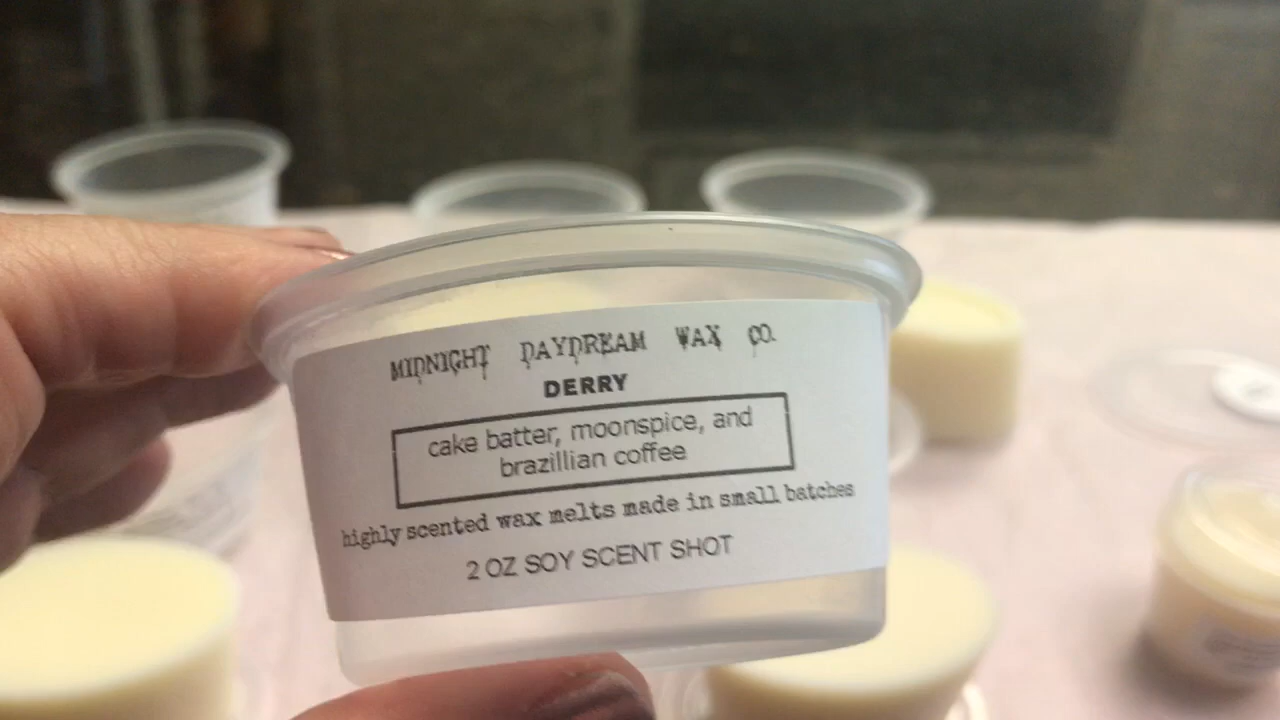 MIDNIGHT DAYDREAM WAX CO.
DERRY
cake batter, moonspice, and
brazillian coffee
highly scented wax melts made in small batches
2 OZ SOY SCENT SHOT